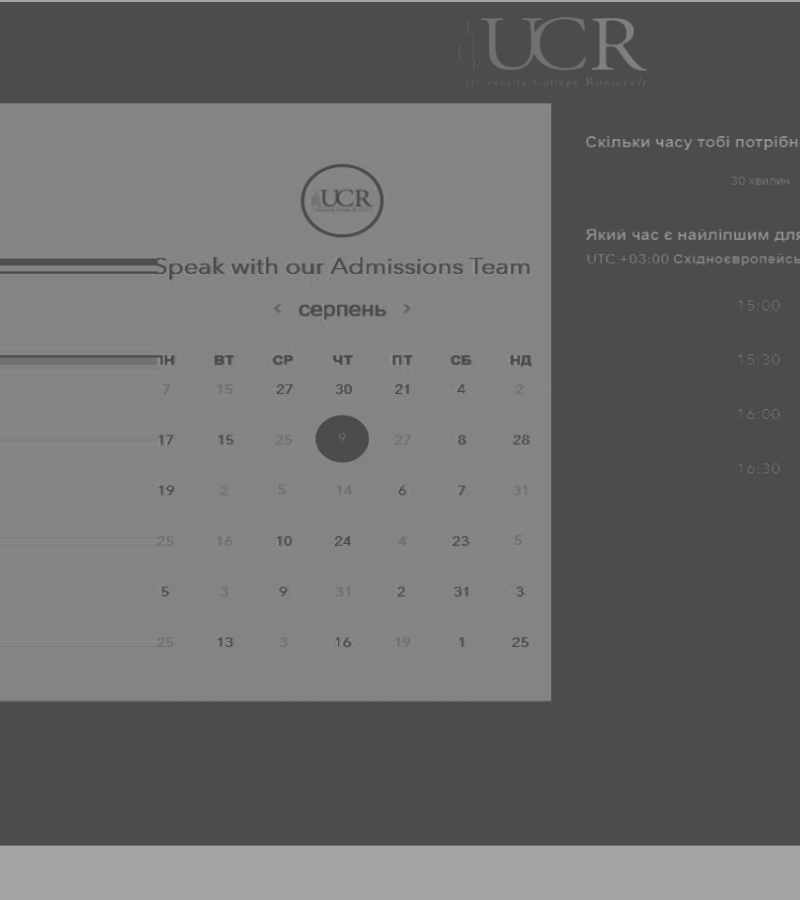 UCR
University College Roosevelt
UCR
Speak with our Admissions Team
< серпень >
ПН ВТ СР ЧТ ПТ СБ НД
7 15 27 30 21 4 2
17 15 25 9 27 8 28
19 2 5 14 6 7 31
25 16 10 24 4 23 5
5 3 9 31 2 31 3
25 13 3 16 19 1 25
Скільки часу тобі потрібн
30 хвилин
Який час є найліпшим для
UTC +03:00 Східноєвропейсь
15:00
15:30
16:00
16:30